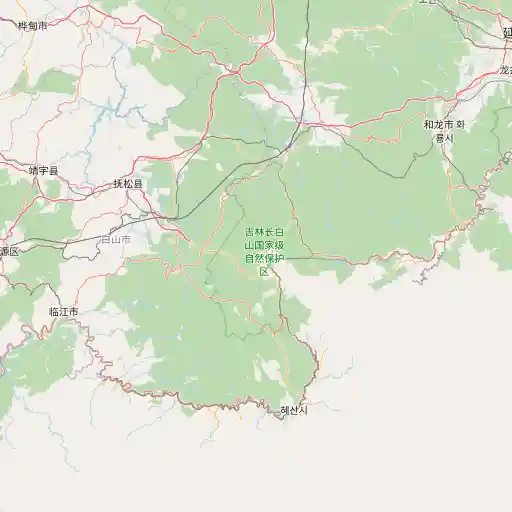 桦甸市
龙井
和龙市 화
룡시
靖宇县
抚松县
吉林长白
山国家级
自然保护
区
白山市
源区
临江市
혜산시